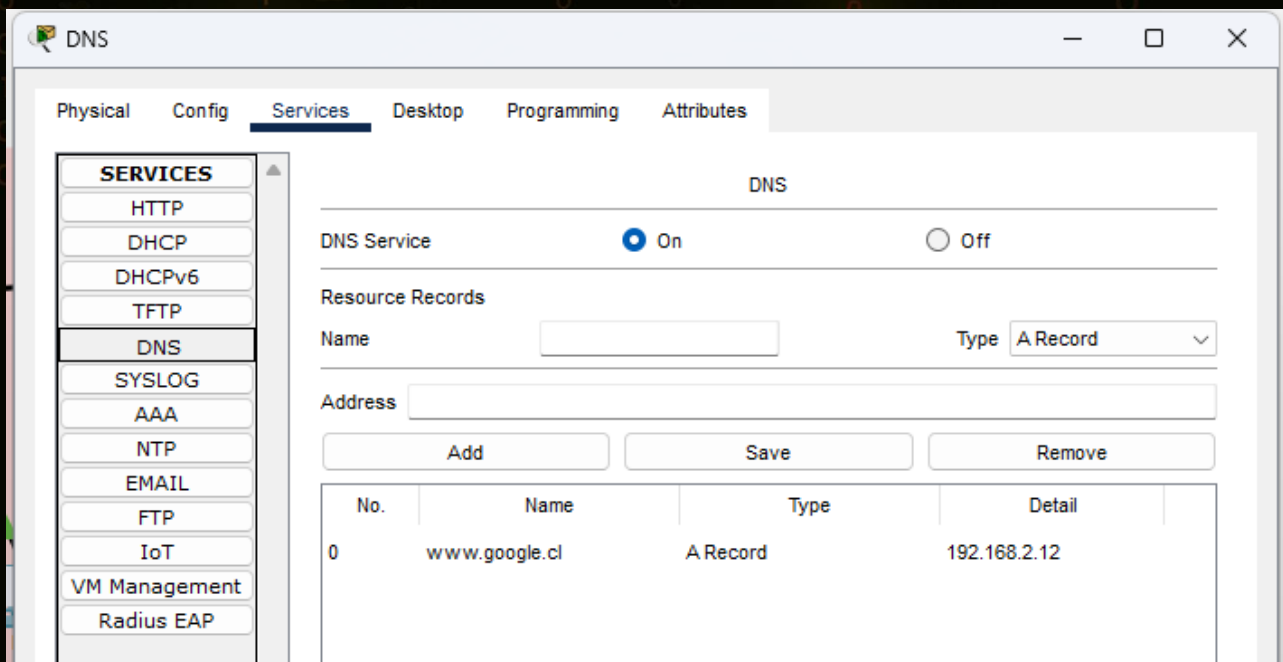 DNS
Physical Config Services Desktop Programming Attributes
SERVICES
HTTP
DHCP
DHCPv6
TFTP
DNS
SYSLOG
AAA
NTP
EMAIL
FTP
IoT
VM Management
Radius EAP
DNS
DNS Service On Off
Resource Records
Name Type A Record
Address
Add Save Remove
No. Name Type Detail
0 www.google.cl A Record 192.168.2.12